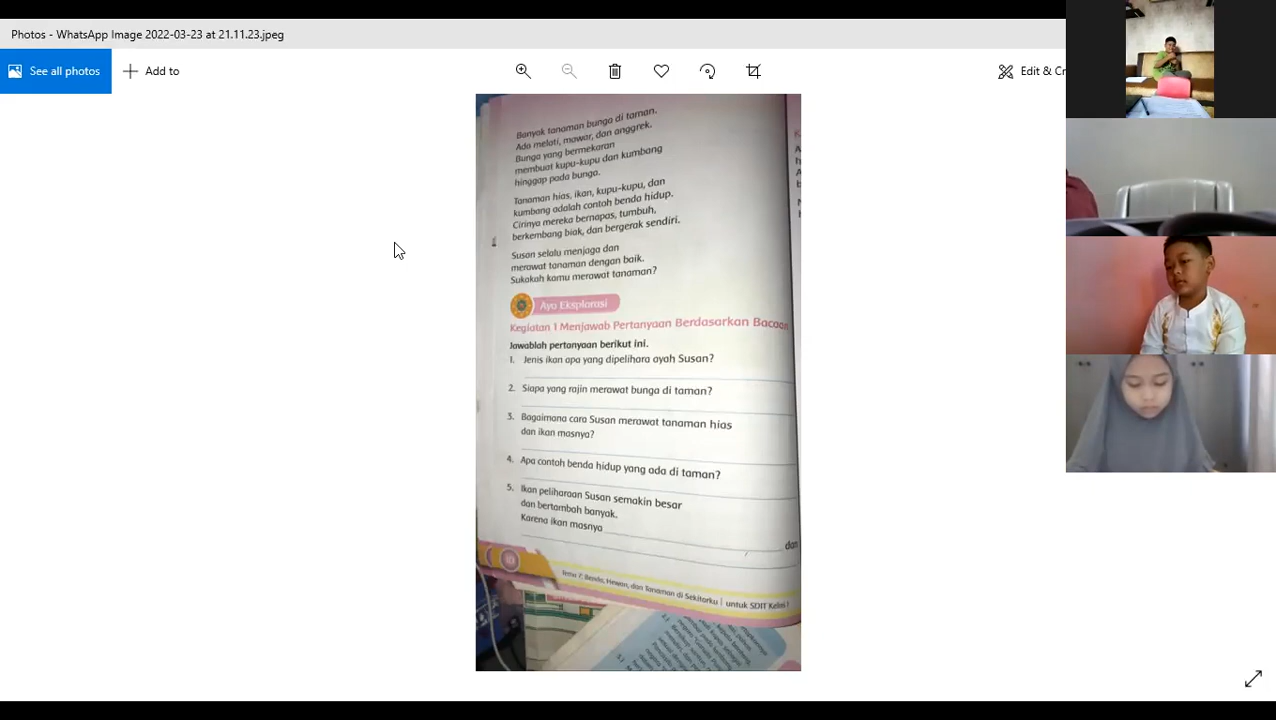 Photos - WhatsApp Image 2022-03-23 at 21.11.23.jpeg
See all photos
Add to
Edit & Cr
Banyak tanaman bunga di taman.
Ada melati, mawar, dan anggrek.
Bunga yang bermekaran
membuat kupu-kupu dan kumbang
hinggap pada bunga.
Tanaman hias, ikan, kupu-kupu, dan
kumbang adalah contoh benda hidup.
Cirinya mereka bernapas, tumbuh,
berkembang biak, dan bergerak sendiri.
Susan selalu menjaga dan
merawat tanaman dengan baik.
Sukakah kamu merawat tanaman?
Ayo Eksplorasi
Kegiatan 1 Menjawab Pertanyaan Berdasarkan Bacaan
Jawablah pertanyaan berikut ini.
1. Jenis ikan apa yang dipelihara ayah Susan?
2. Siapa yang rajin merawat bunga di taman?
3. Bagaimana cara Susan merawat tanaman hias
dan ikan masnya?
4. Apa contoh benda hidup yang ada di taman?
5. Ikan peliharaan Susan semakin besar
dan bertambah banyak.
Karena ikan masnya
dan
Tema 7: Benda, Hewan, dan Tanaman di Sekitarku | untuk SDIT Kelas 1